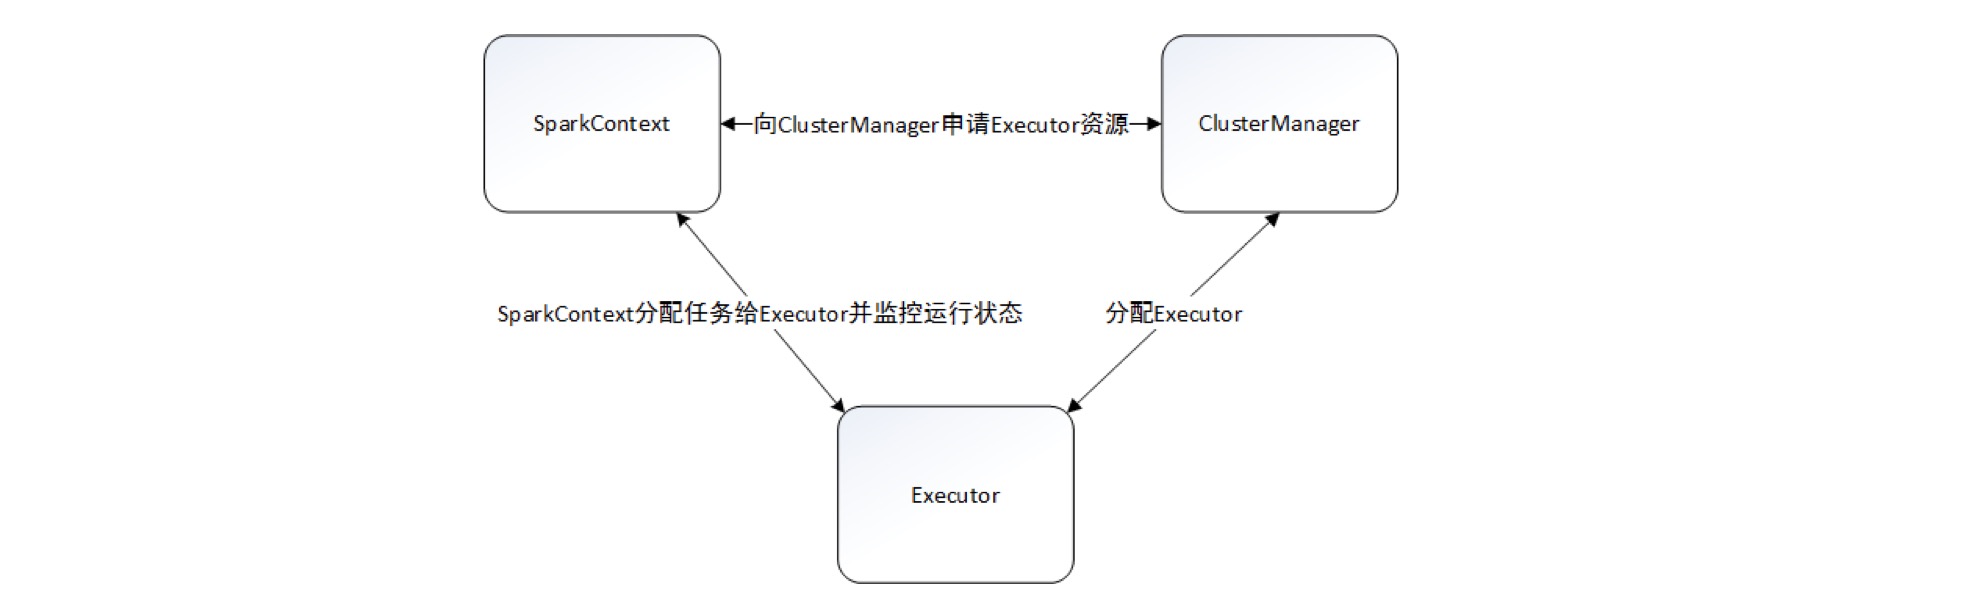 SparkContext
向ClusterManager申请Executor资源
ClusterManager
SparkContext分配任务给Executor并监控运行状态
分配Executor
Executor